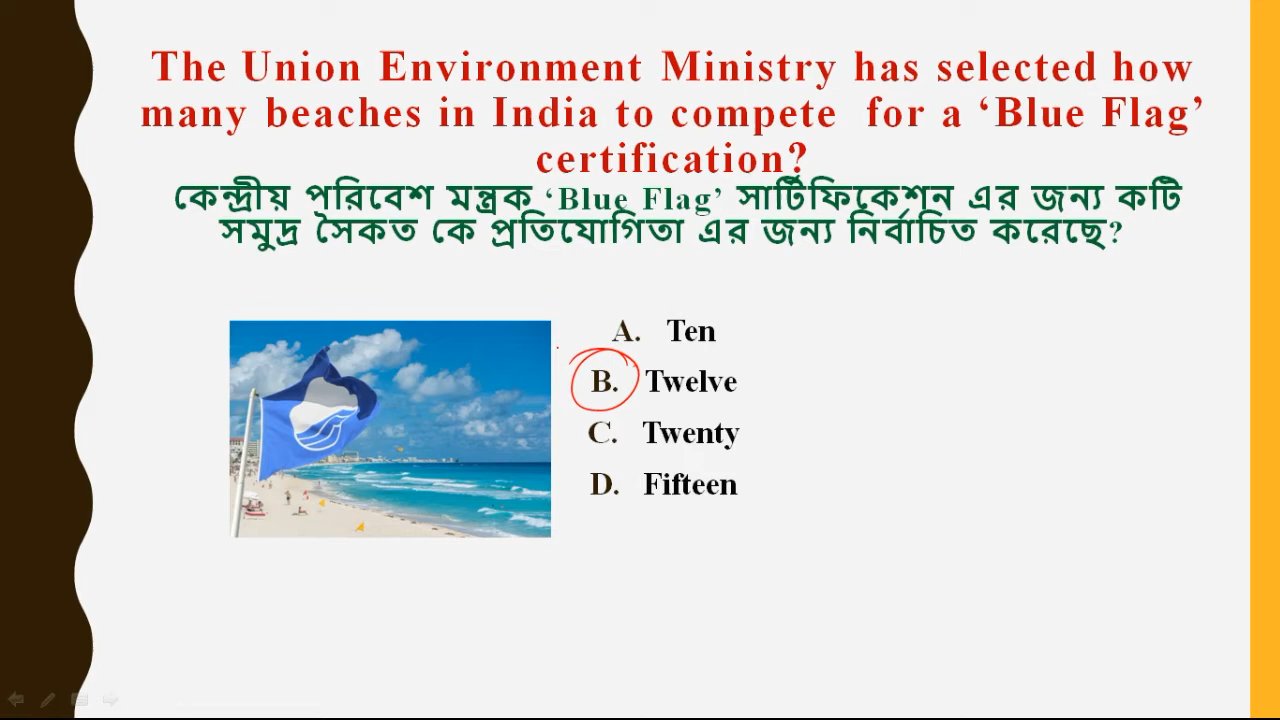 The Union Environment Ministry has selected how
many beaches in India to compete for a ‘Blue Flag’
certification?
কেন্দ্রীয় পরিবেশ মন্ত্রক ‘Blue Flag’ সার্টিফিকেশন এর জন্য কটি
সমুদ্র সৈকত কে প্রতিযোগিতা এর জন্য নির্বাচিত করেছে?
A. Ten
B. Twelve
C. Twenty
D. Fifteen